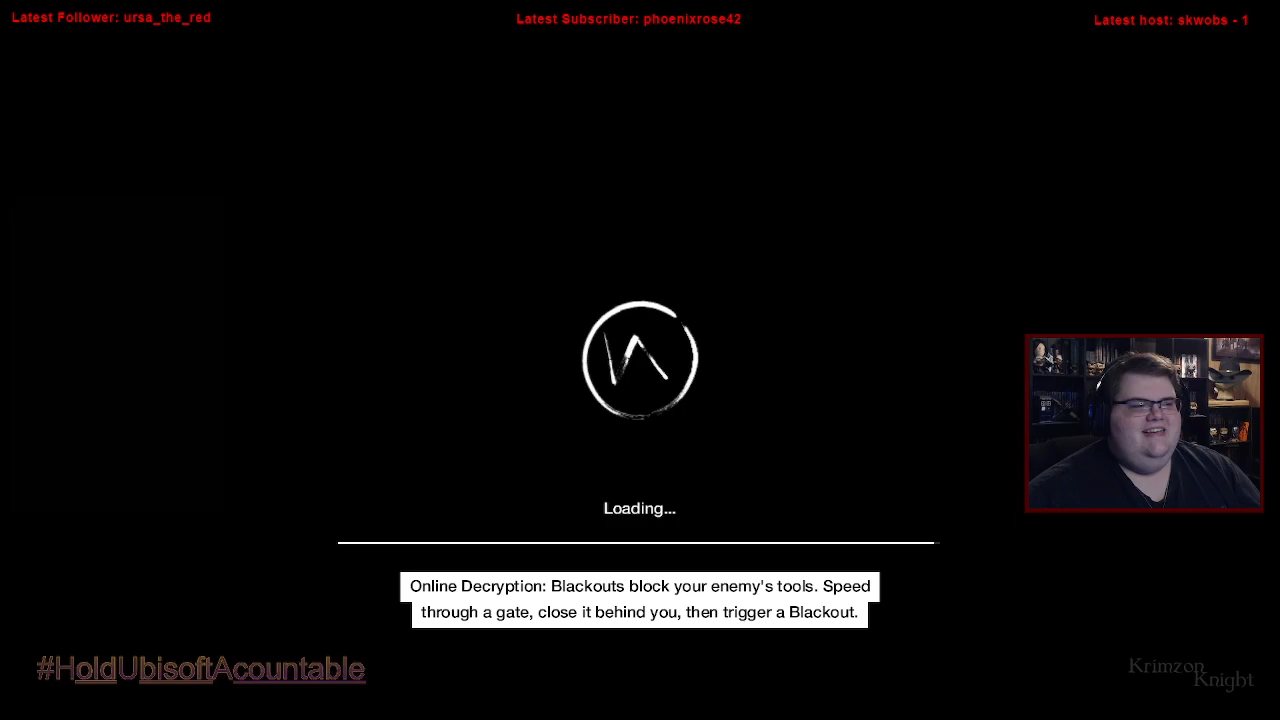 Latest Follower: ursa_the_red
Latest Subscriber: phoenixrose42
Latest host: skwobs - 1
Loading...
Online Decryption: Blackouts block your enemy's tools. Speed
through a gate, close it behind you, then trigger a Blackout.
#HoldUbisoftAcountable
Krimzon
Knight